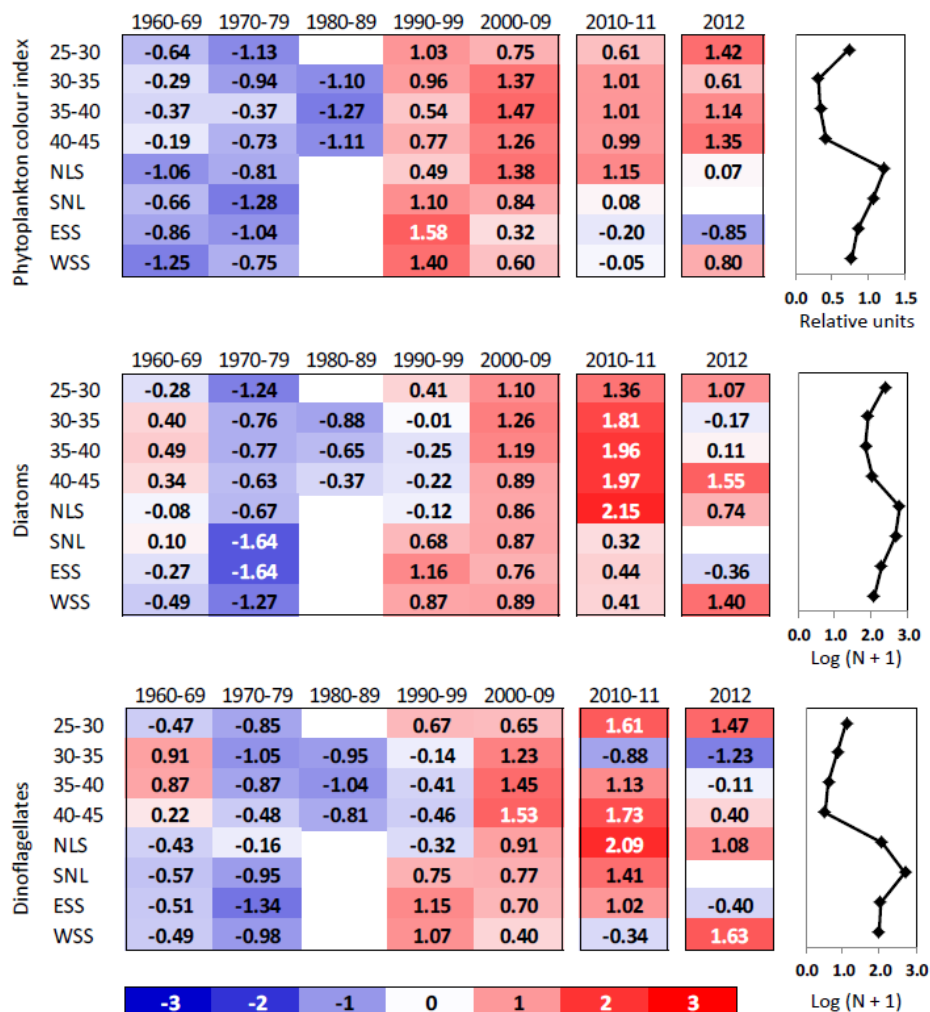 1960-69 1970-79 1980-89 1990-99 2000-09 2010-11 2012
25-30 -0.64 -1.13 1.03 0.75 0.61 1.42
30-35 -0.29 -0.94 -1.10 0.96 1.37 1.01 0.61
35-40 -0.37 -0.37 -1.27 0.54 1.47 1.01 1.14
40-45 -0.19 -0.73 -1.11 0.77 1.26 0.99 1.35
NLS -1.06 -0.81 0.49 1.38 1.15 0.07
SNL -0.66 -1.28 1.10 0.84 0.08
ESS -0.86 -1.04 1.58 0.32 -0.20 -0.85
WSS -1.25 -0.75 1.40 0.60 -0.05 0.80
Phytoplankton colour index
0.0 0.5 1.0 1.5
Relative units
1960-69 1970-79 1980-89 1990-99 2000-09 2010-11 2012
25-30 -0.28 -1.24 0.41 1.10 1.36 1.07
30-35 0.40 -0.76 -0.88 -0.01 1.26 1.81 -0.17
35-40 0.49 -0.77 -0.65 -0.25 1.19 1.96 0.11
40-45 0.34 -0.63 -0.37 -0.22 0.89 1.97 1.55
NLS -0.08 -0.67 -0.12 0.86 2.15 0.74
SNL 0.10 -1.64 0.68 0.87 0.32
ESS -0.27 -1.64 1.16 0.76 0.44 -0.36
WSS -0.49 -1.27 0.87 0.89 0.41 1.40
Diatoms
0.0 1.0 2.0 3.0
Log (N + 1)
1960-69 1970-79 1980-89 1990-99 2000-09 2010-11 2012
25-30 -0.47 -0.85 0.67 0.65 1.61 1.47
30-35 0.91 -1.05 -0.95 -0.14 1.23 -0.88 -1.23
35-40 0.87 -0.87 -1.04 -0.41 1.45 1.13 -0.11
40-45 0.22 -0.48 -0.81 -0.46 1.53 1.73 0.40
NLS -0.43 -0.16 -0.32 0.91 2.09 1.08
SNL -0.57 -0.95 0.75 0.77 1.41
ESS -0.51 -1.34 1.15 0.70 1.02 -0.40
WSS -0.49 -0.98 1.07 0.40 -0.34 1.63
Dinoflagellates
0.0 1.0 2.0 3.0
Log (N + 1)
-3 -2 -1 0 1 2 3